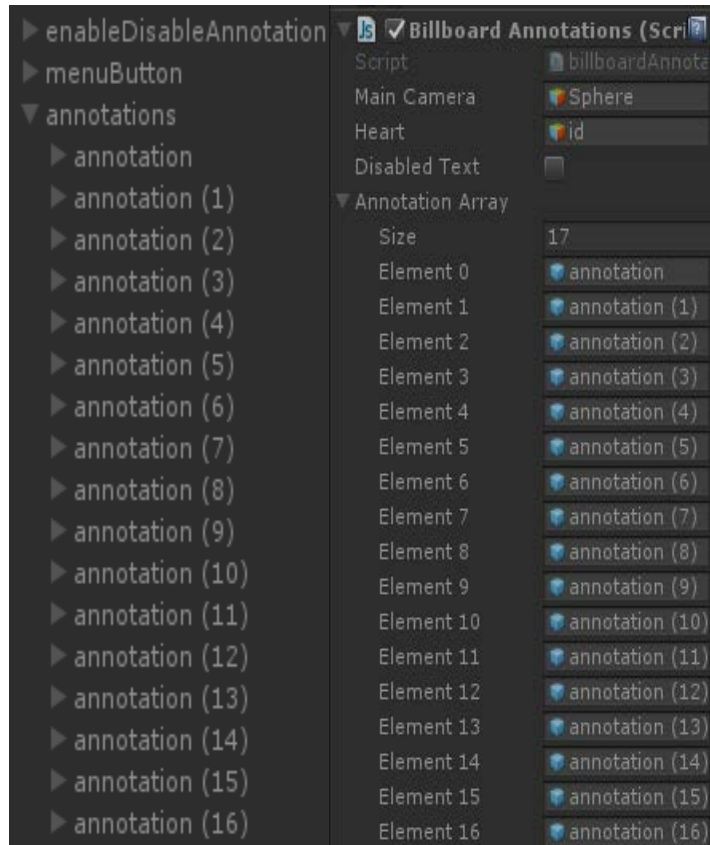 enableDisableAnnotation
menuButton
annotations
annotation
annotation (1)
annotation (2)
annotation (3)
annotation (4)
annotation (5)
annotation (6)
annotation (7)
annotation (8)
annotation (9)
annotation (10)
annotation (11)
annotation (12)
annotation (13)
annotation (14)
annotation (15)
annotation (16)
Js Billboard Annotations (Scri
Script billboardAnnota
Main Camera Sphere
Heart id
Disabled Text
Annotation Array
Size 17
Element 0 annotation
Element 1 annotation (1)
Element 2 annotation (2)
Element 3 annotation (3)
Element 4 annotation (4)
Element 5 annotation (5)
Element 6 annotation (6)
Element 7 annotation (7)
Element 8 annotation (8)
Element 9 annotation (9)
Element 10 annotation (10)
Element 11 annotation (11)
Element 12 annotation (12)
Element 13 annotation (13)
Element 14 annotation (14)
Element 15 annotation (15)
Element 16 annotation (16)